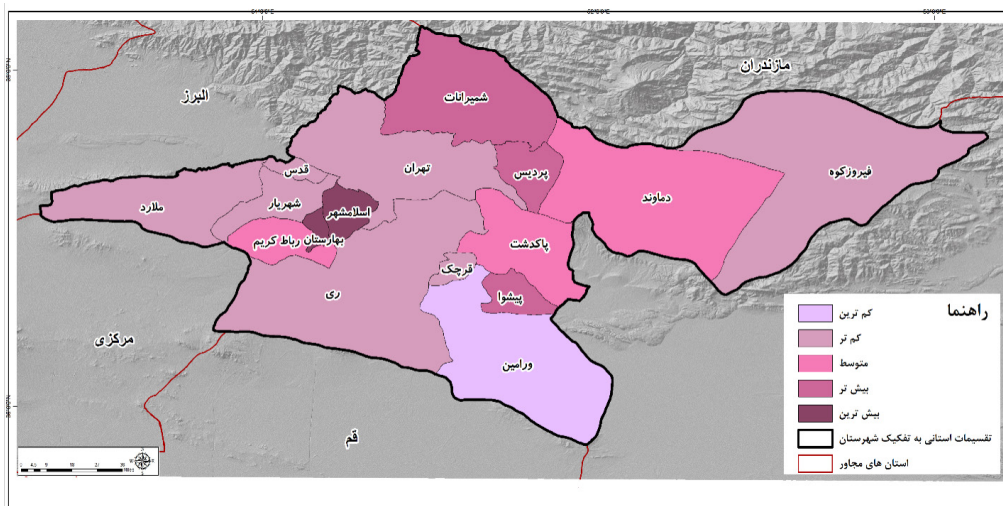 مازندران
البرز
شمیرانات
تهران
قدس
پردیس
فیروزکوه
دماوند
ملارد
شهریار
اسلامشهر
بهارستان
رباط کریم
پاکدشت
قرچک
ری
پیشوا
ورامین
مرکزی
قم
راهنما
کم ترین
کم تر
متوسط
بیش تر
بیش ترین
تقسیمات استانی به تفکیک شهرستان
استان های مجاور